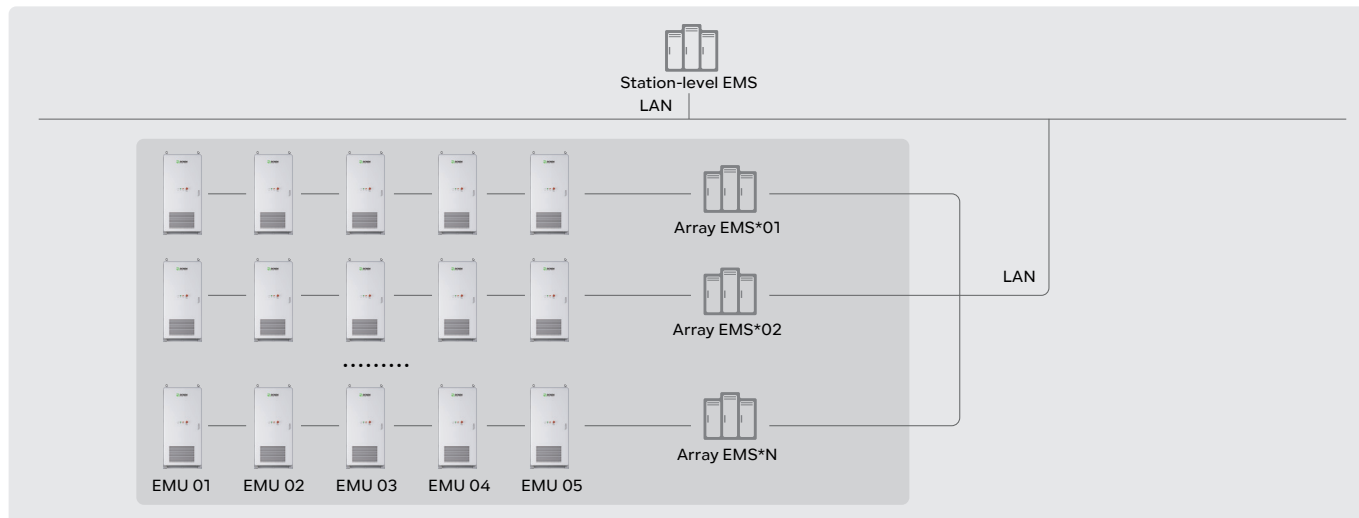 Station-level EMS
LAN
Array EMS*01
LAN
Array EMS*02
.........
Array EMS*N
EMU 01 EMU 02 EMU 03 EMU 04 EMU 05